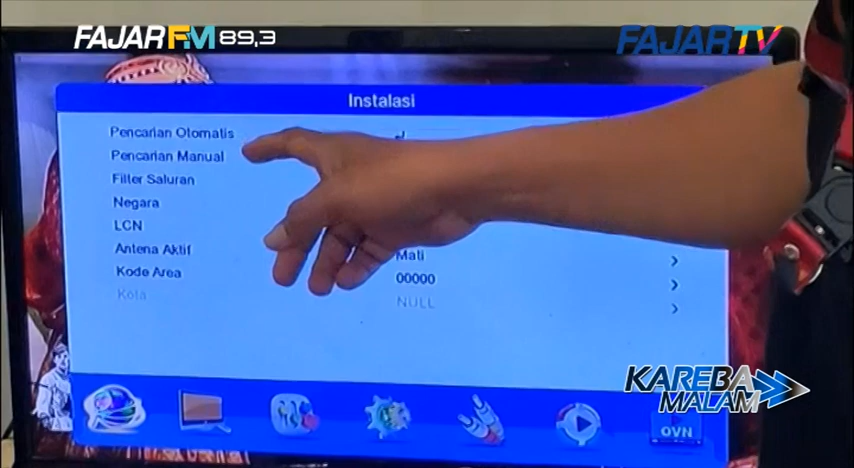 FAJAR FM 89,3
FAJAR TV
Instalasi
Pencarian Otomatis
Pencarian Manual
Filter Saluran
Negara
LCN
Antena Aktif Mati
Kode Area 00000
Kota NULL
KAREBA
MALAM
OVN